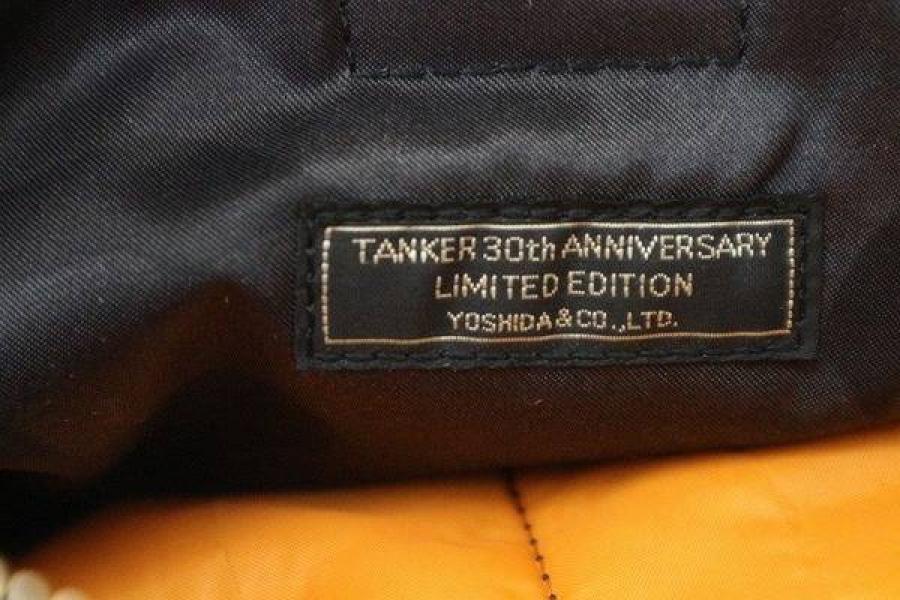 TANKER 30th ANNIVERSARY
LIMITED EDITION
YOSHIDA & CO.,LTD.